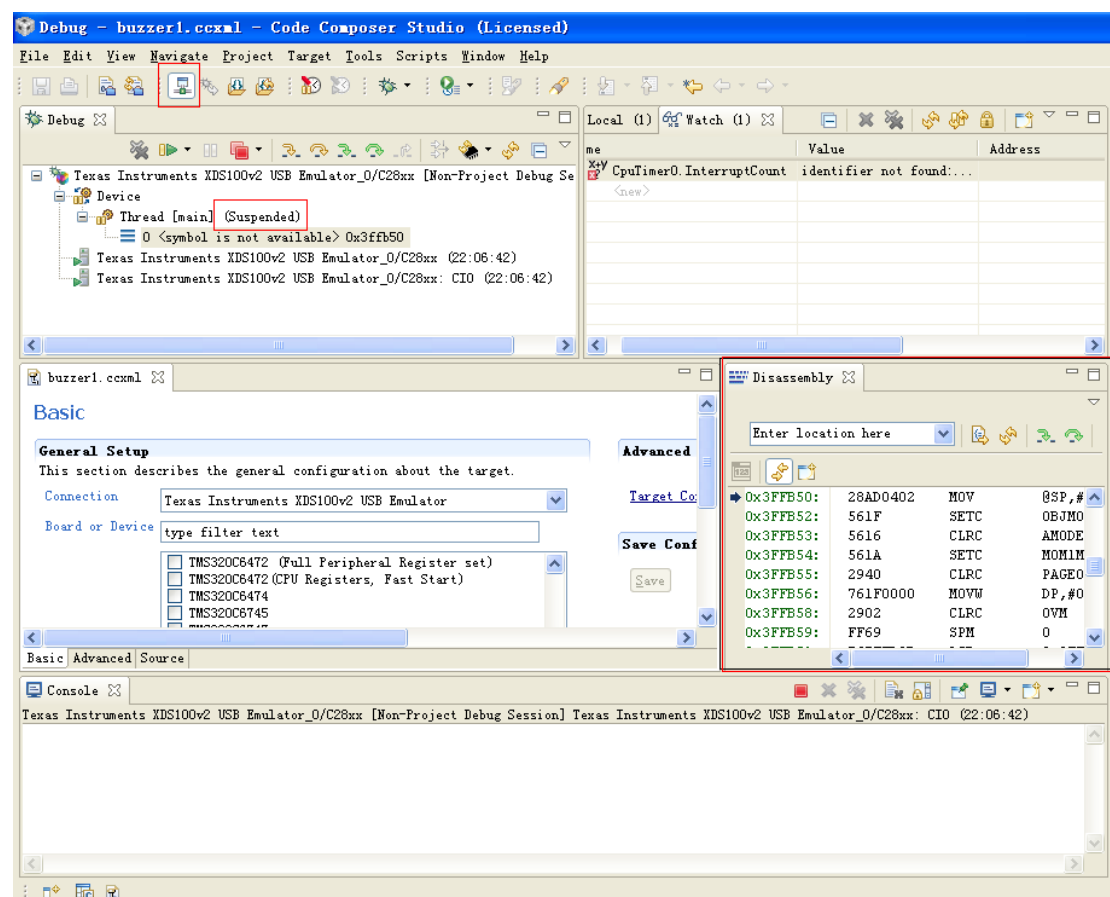 Debug - buzzer1.ccxml - Code Composer Studio (Licensed)
File Edit View Navigate Project Target Tools Scripts Window Help
Debug
Texas Instruments XDS100v2 USB Emulator_0/C28xx [Non-Project Debug Se
Device
Thread [main] (Suspended)
0 <symbol is not available> 0x3ffb50
Texas Instruments XDS100v2 USB Emulator_0/C28xx (22:06:42)
Texas Instruments XDS100v2 USB Emulator_0/C28xx: CIO (22:06:42)
Local (1) Watch (1)
me Value Address
CpuTimer0.InterruptCount identifier not found:...
<new>
buzzer1.ccxml
Basic
General Setup
This section describes the general configuration about the target.
Connection Texas Instruments XDS100v2 USB Emulator
Board or Device type filter text
TMS320C6472 (Full Peripheral Register set)
TMS320C6472(CPU Registers, Fast Start)
TMS320C6474
TMS320C6745
Advanced
Target Co
Save Conf
Save
Basic Advanced Source
Disassembly
Enter location here
0x3FFB50: 28AD0402 MOV @SP,#
0x3FFB52: 561F SETC OBJMO
0x3FFB53: 5616 CLRC AMODE
0x3FFB54: 561A SETC MOM1M
0x3FFB55: 2940 CLRC PAGE0
0x3FFB56: 761F0000 MOVW DP,#0
0x3FFB58: 2902 CLRC OVM
0x3FFB59: FF69 SPM 0
Console
Texas Instruments XDS100v2 USB Emulator_0/C28xx [Non-Project Debug Session] Texas Instruments XDS100v2 USB Emulator_0/C28xx: CIO (22:06:42)